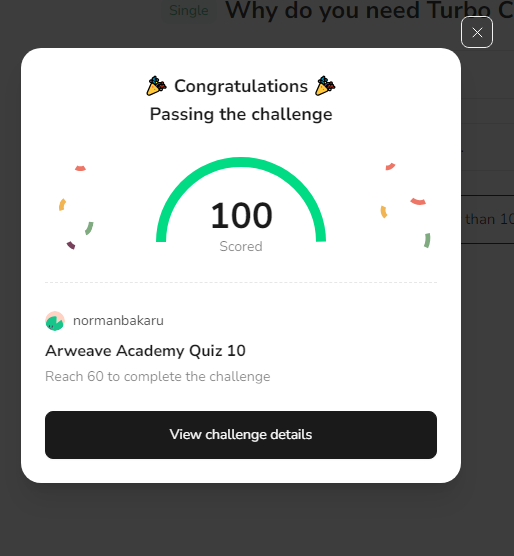 Single Why do you need Turbo C
🎉 Congratulations 🎉
Passing the challenge
100
Scored
than 10
normanbakaru
Arweave Academy Quiz 10
Reach 60 to complete the challenge
View challenge details